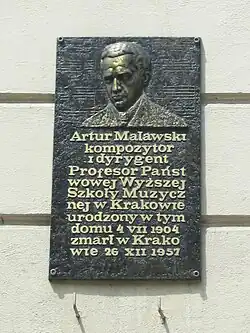 Artur Malawski
kompozytor
i dyrygent
Profesor Państ
wowej Wyższej
Szkoły Muzycz
nej w Krakowie
urodzony w tym
domu 4 VII 1904
zmarł w Krako
wie 26 XII 1957